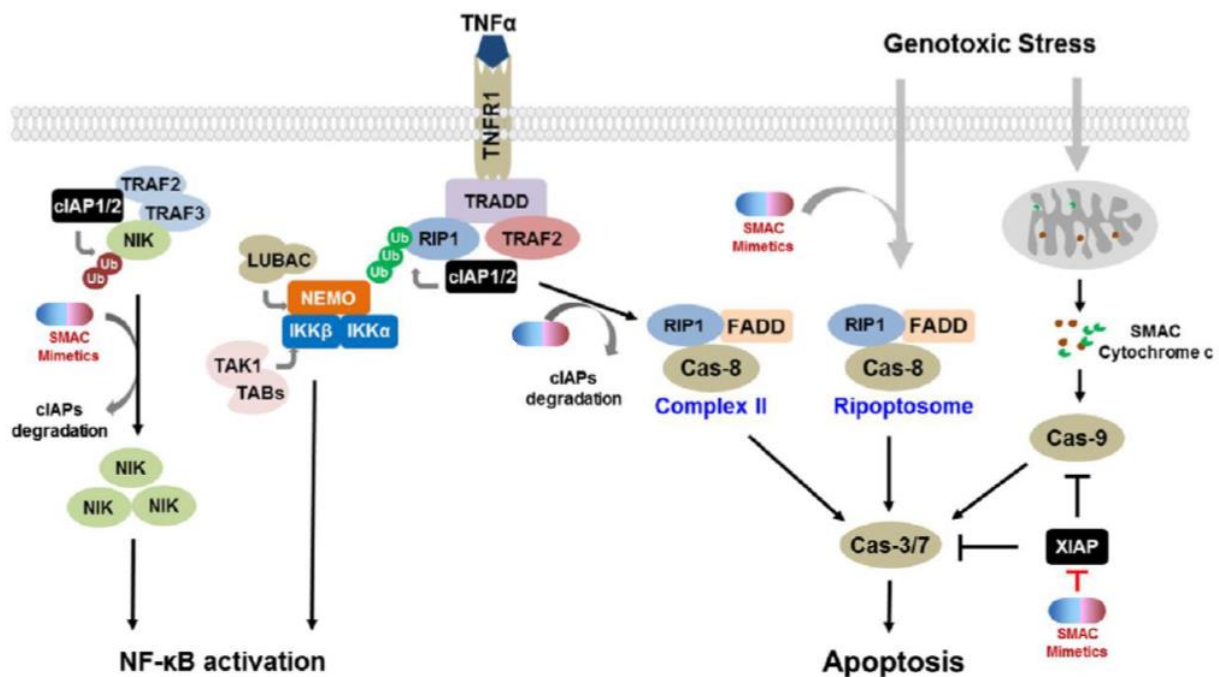 TNFα
Genotoxic Stress
TNFR1
TRAF2
cIAP1/2
TRAF3
NIK
Ub
Ub
SMAC
Mimetics
cIAPs
degradation
NIK
NIK
NIK
TRADD
Ub
RIP1
TRAF2
Ub
Ub
cIAP1/2
LUBAC
NEMO
IKKβ
IKKα
TAK1
TABs
cIAPs
degradation
SMAC
Mimetics
RIP1
FADD
Cas-8
Complex II
RIP1
FADD
Cas-8
Ripoptosome
SMAC
Cytochrome c
Cas-9
Cas-3/7
XIAP
SMAC
Mimetics
NF-κB activation
Apoptosis